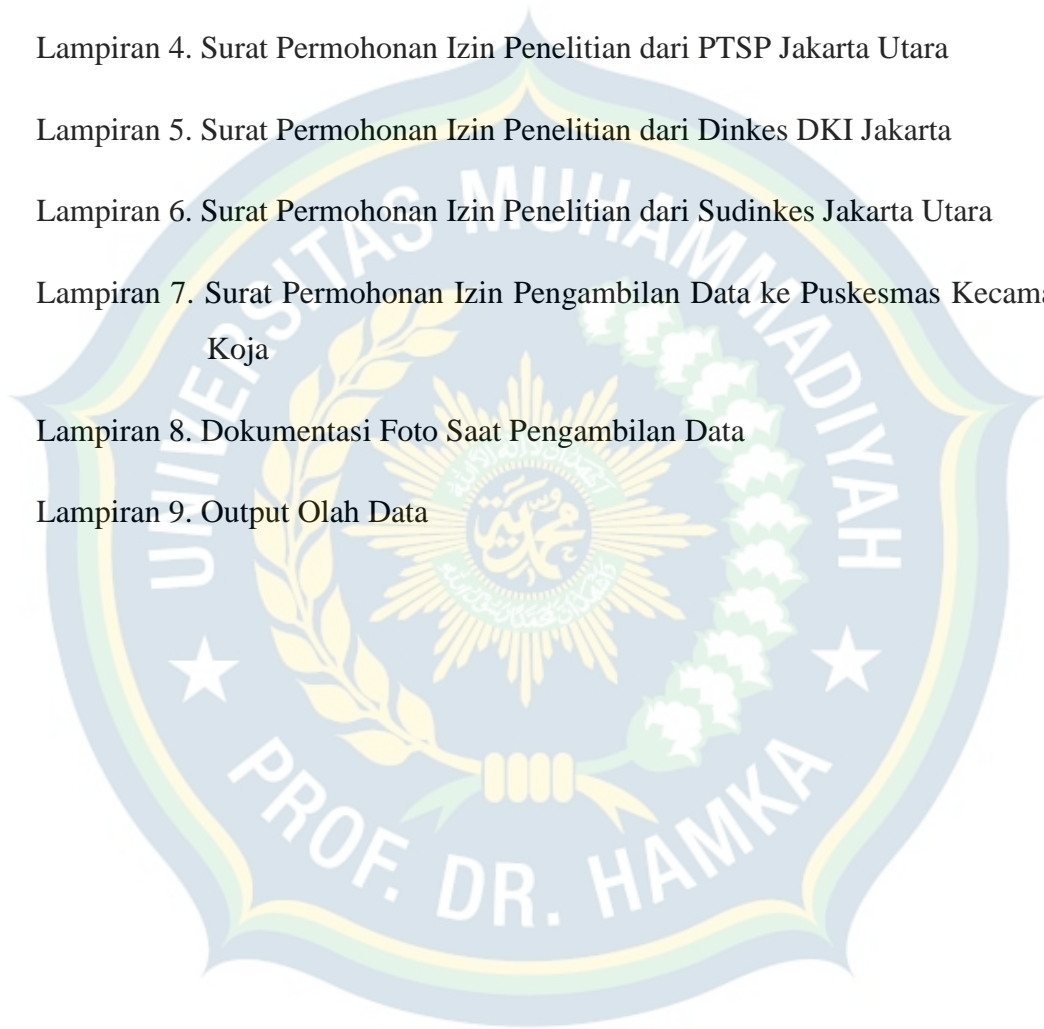 Lampiran 4. Surat Permohonan Izin Penelitian dari PTSP Jakarta Utara
Lampiran 5. Surat Permohonan Izin Penelitian dari Dinkes DKI Jakarta
Lampiran 6. Surat Permohonan Izin Penelitian dari Sudinkes Jakarta Utara
Lampiran 7. Surat Permohonan Izin Pengambilan Data ke Puskesmas Kecama
Koja
Lampiran 8. Dokumentasi Foto Saat Pengambilan Data
Lampiran 9. Output Olah Data
UNIVERSITAS MUHAMMADIYAH
PROF. DR. HAMKA